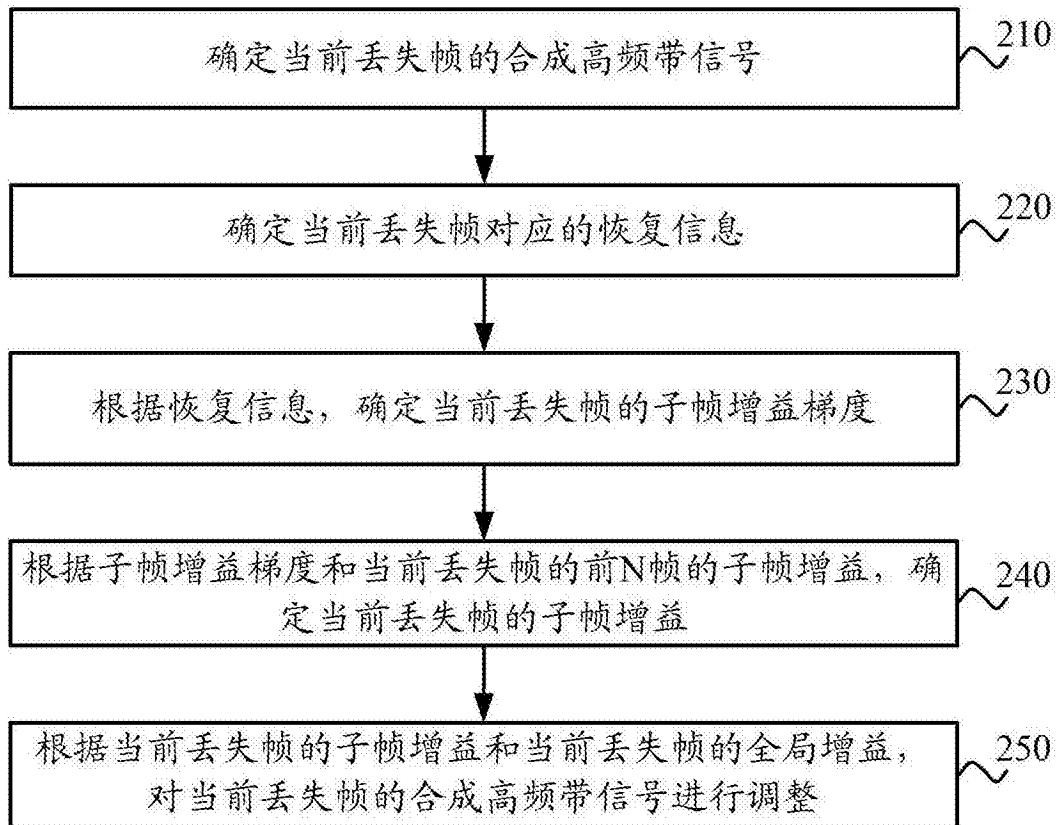 210
确定当前丢失帧的合成高频带信号
220
确定当前丢失帧对应的恢复信息
230
根据恢复信息，确定当前丢失帧的子帧增益梯度
240
根据子帧增益梯度和当前丢失帧的前N帧的子帧增益，确
定当前丢失帧的子帧增益
250
根据当前丢失帧的子帧增益和当前丢失帧的全局增益，
对当前丢失帧的合成高频带信号进行调整